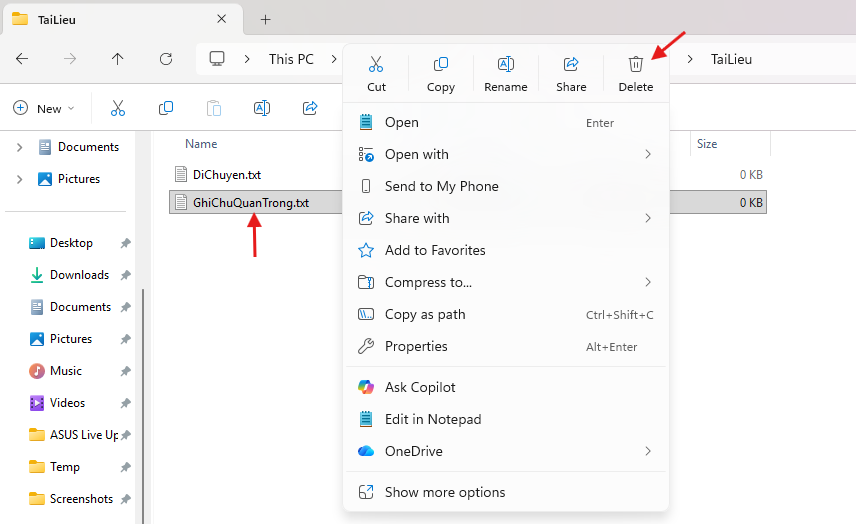 TaiLieu
This PC
TaiLieu
New
Cut
Copy
Rename
Share
Delete
Documents
Pictures
Desktop
Downloads
Documents
Pictures
Music
Videos
ASUS Live Up
Temp
Screenshots
Name
Size
DiChuyen.txt
0 KB
GhiChuQuanTrong.txt
0 KB
Open
Enter
Open with
Send to My Phone
Share with
Add to Favorites
Compress to...
Copy as path
Ctrl+Shift+C
Properties
Alt+Enter
Ask Copilot
Edit in Notepad
OneDrive
Show more options